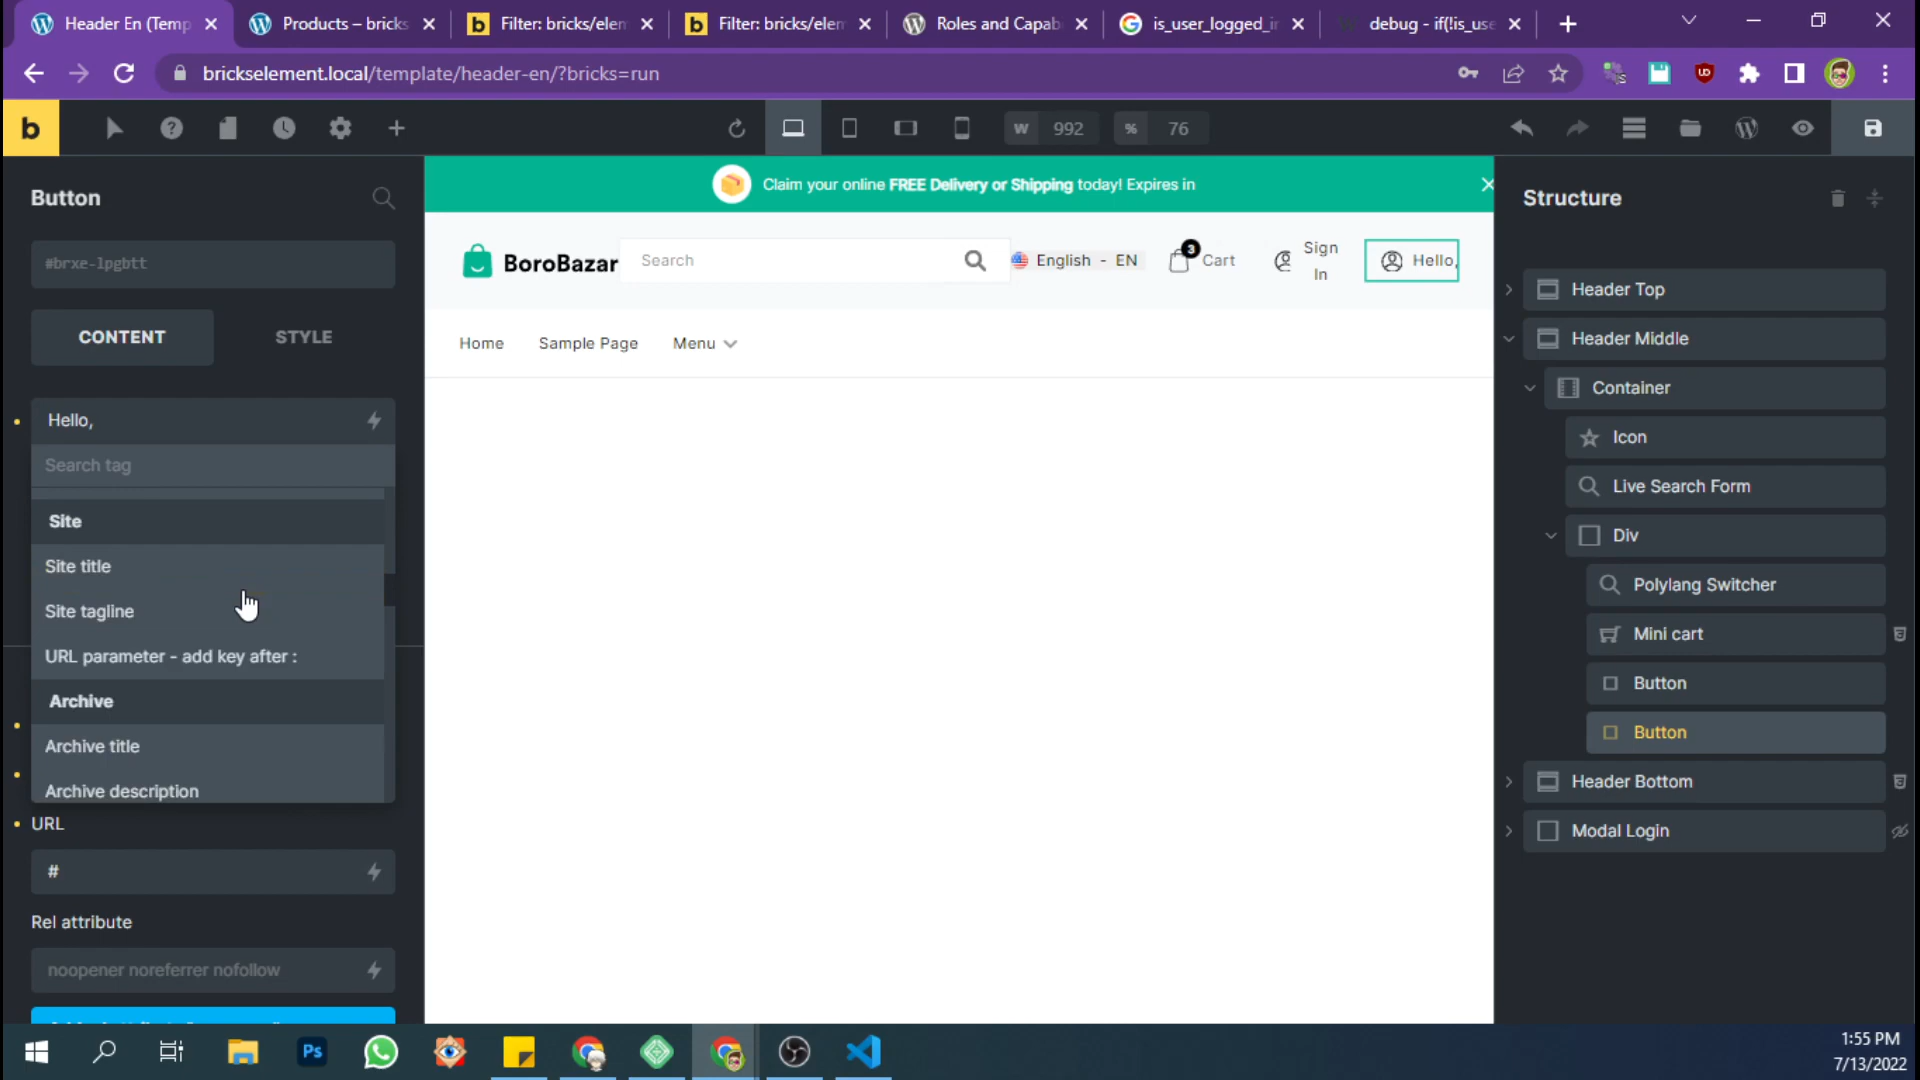 Header En (Temp
Products – bricks
Filter: bricks/elem
Filter: bricks/elem
Roles and Capab
is_user_logged_in
debug - if(!is_use
brickselement.local/template/header-en/?bricks=run
b
W 992
% 76
Button
#brxe-lpgbtt
CONTENT
STYLE
Hello,
Search tag
Site
Site title
Site tagline
URL parameter - add key after :
Archive
Archive title
Archive description
URL
#
Rel attribute
noopener noreferrer nofollow
Claim your online FREE Delivery or Shipping today! Expires in
BoroBazar
Search
English - EN
3
Cart
Sign
In
Hello,
Home
Sample Page
Menu
Structure
Header Top
Header Middle
Container
Icon
Live Search Form
Div
Polylang Switcher
Mini cart
Button
Button
Header Bottom
Modal Login
Ps
1:55 PM
7/13/2022